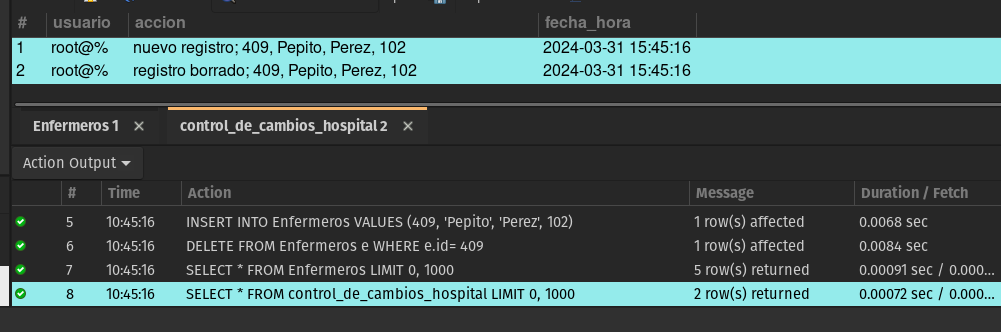 # usuario accion fecha_hora
1 root@% nuevo registro; 409, Pepito, Perez, 102 2024-03-31 15:45:16
2 root@% registro borrado; 409, Pepito, Perez, 102 2024-03-31 15:45:16
Enfermeros 1 control_de_cambios_hospital 2
Action Output
# Time Action Message Duration / Fetch
5 10:45:16 INSERT INTO Enfermeros VALUES (409, 'Pepito', 'Perez', 102) 1 row(s) affected 0.0068 sec
6 10:45:16 DELETE FROM Enfermeros e WHERE e.id= 409 1 row(s) affected 0.0084 sec
7 10:45:16 SELECT * FROM Enfermeros LIMIT 0, 1000 5 row(s) returned 0.00091 sec / 0.000...
8 10:45:16 SELECT * FROM control_de_cambios_hospital LIMIT 0, 1000 2 row(s) returned 0.00072 sec / 0.000...